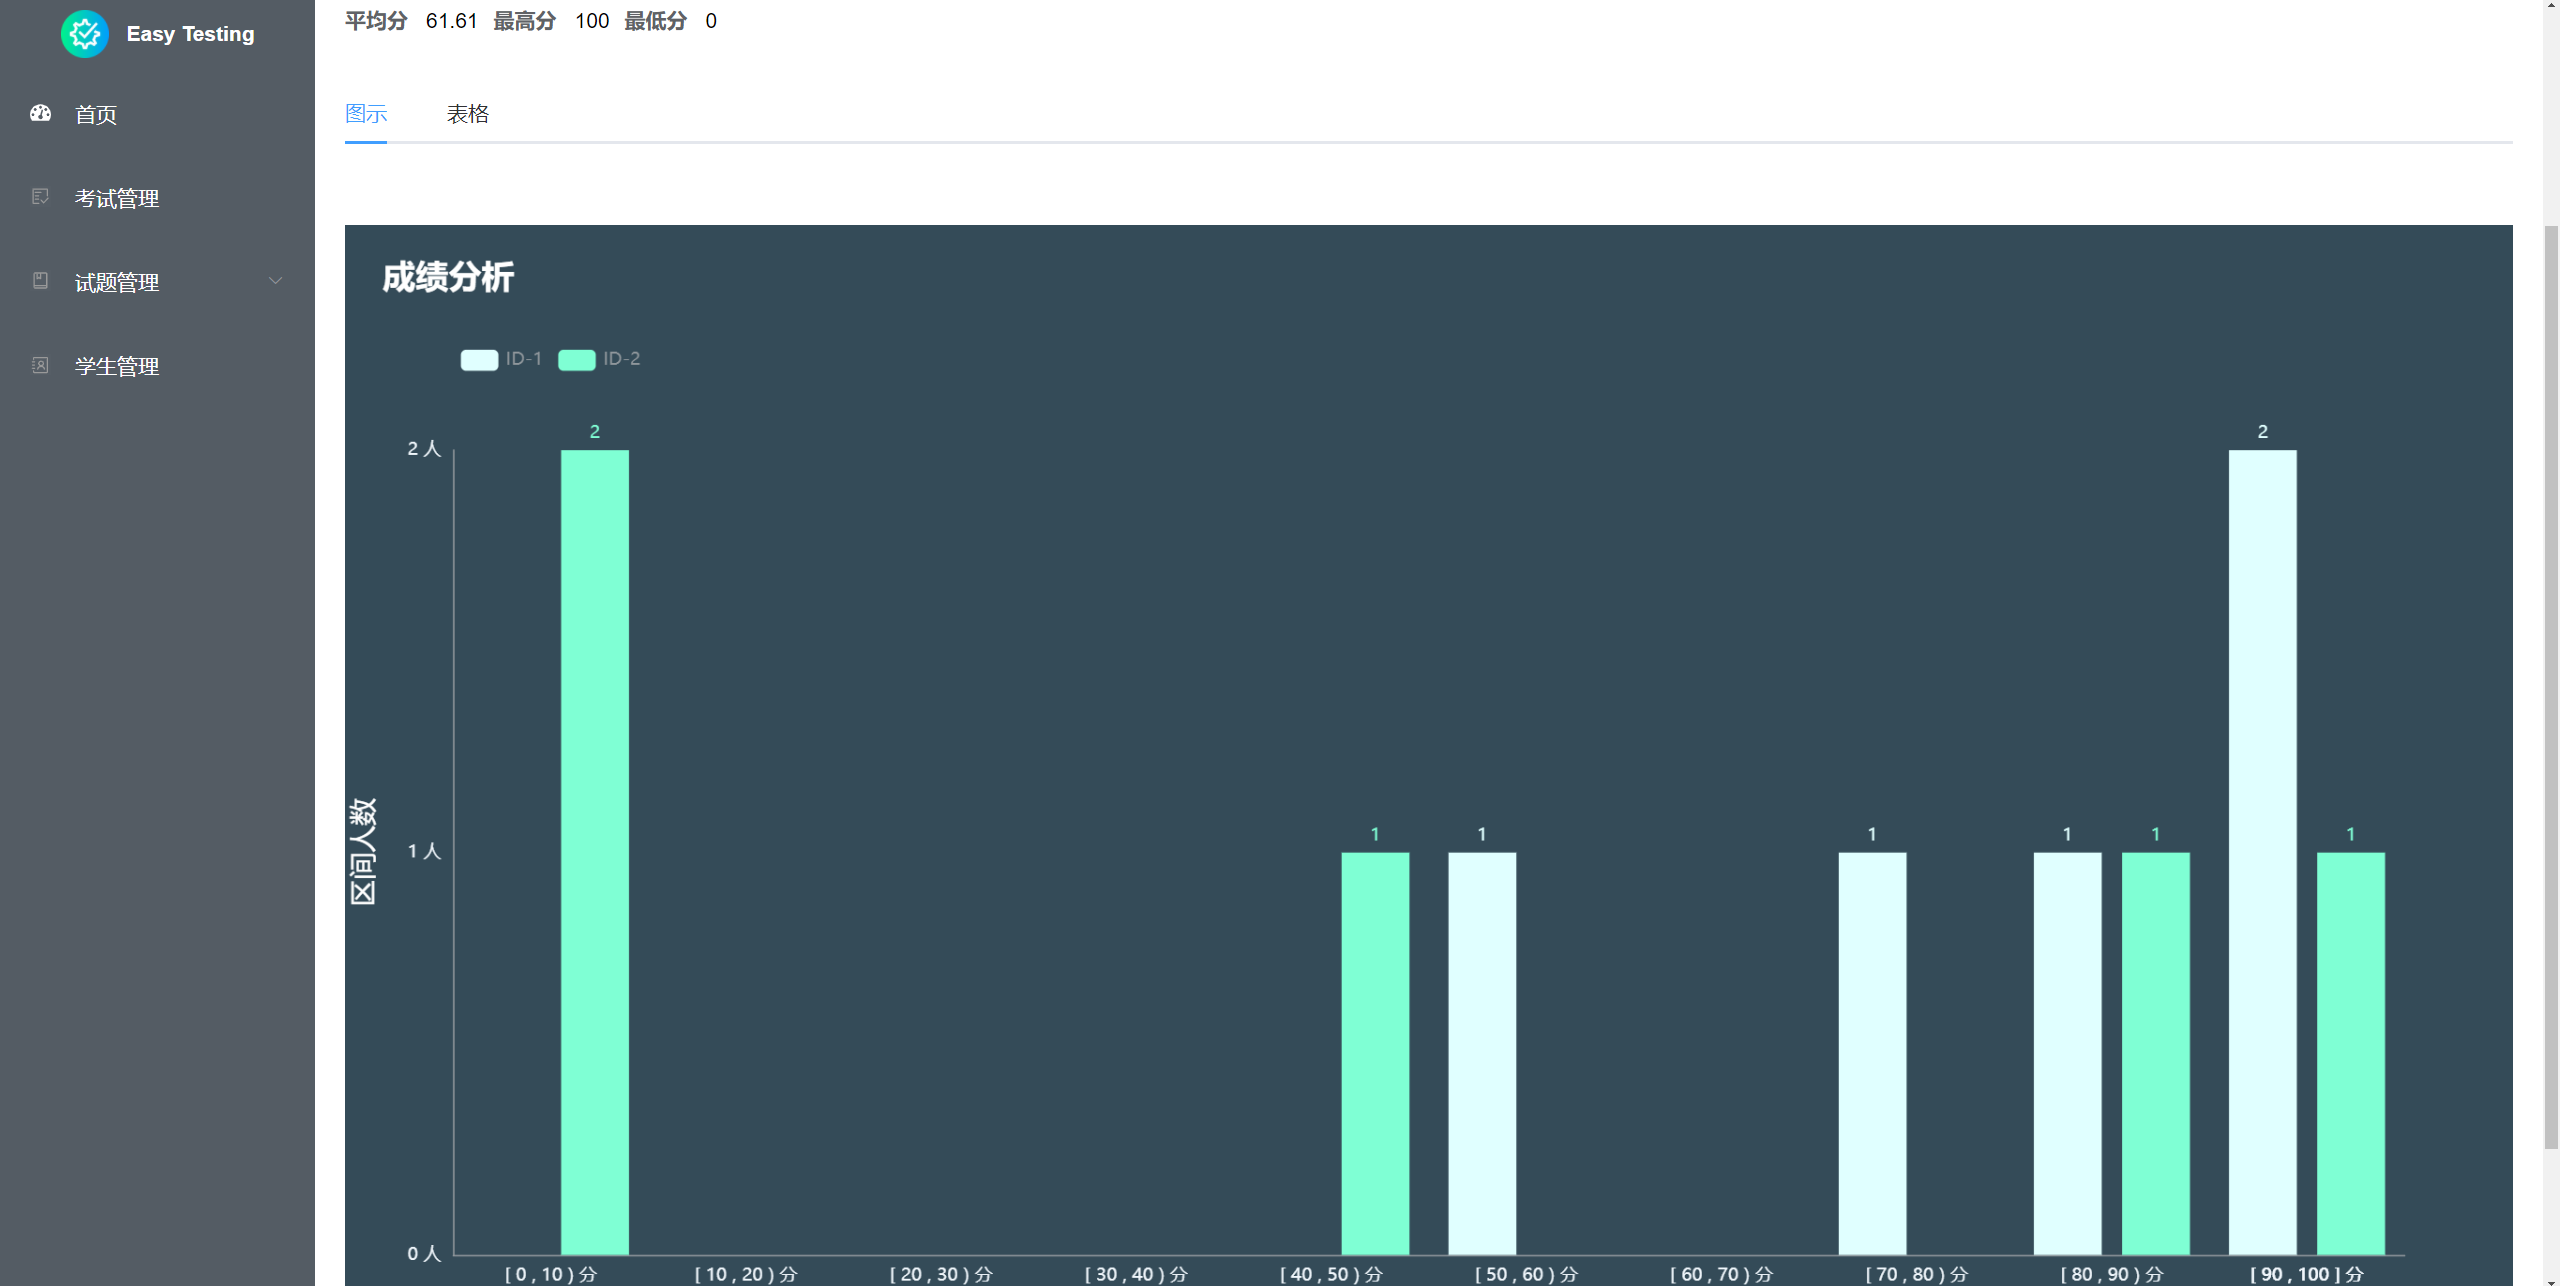 Easy Testing
首页
考试管理
试题管理
学生管理
平均分 61.61 最高分 100 最低分 0
图示 表格
成绩分析
ID-1 ID-2
区间人数
2 人
1 人
0 人
2
1
1
1
1
1
2
1
[ 0 , 10 ) 分
[ 10 , 20 ) 分
[ 20 , 30 ) 分
[ 30 , 40 ) 分
[ 40 , 50 ) 分
[ 50 , 60 ) 分
[ 60 , 70 ) 分
[ 70 , 80 ) 分
[ 80 , 90 ) 分
[ 90 , 100 ] 分